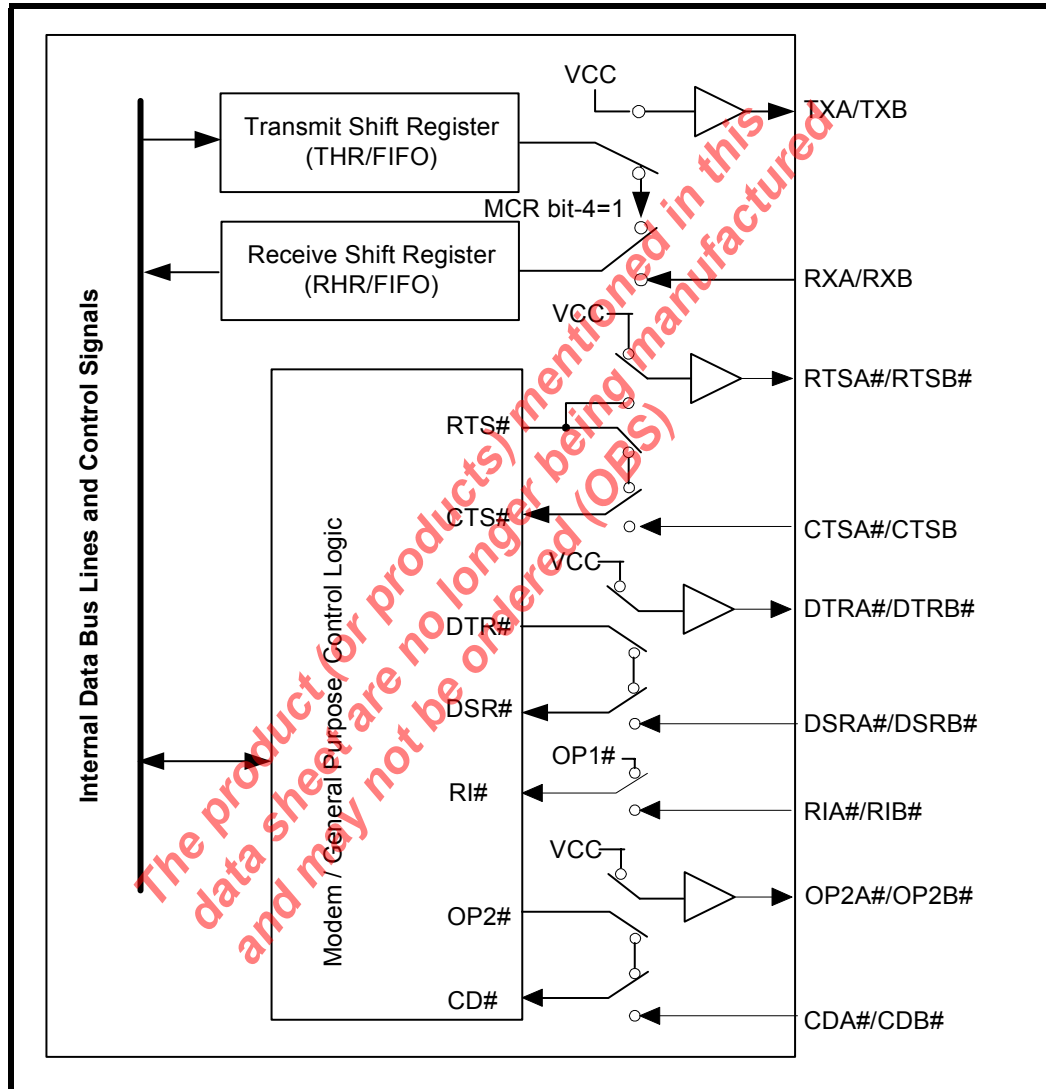 VCC
TXA/TXB
Transmit Shift Register
(THR/FIFO)
MCR bit-4=1
Receive Shift Register
(RHR/FIFO)
RXA/RXB
VCC
RTSA#/RTSB#
RTS#
CTS#
CTSA#/CTSB
VCC
DTRA#/DTRB#
DTR#
DSR#
DSRA#/DSRB#
OP1#
RI#
RIA#/RIB#
VCC
OP2A#/OP2B#
OP2#
CD#
CDA#/CDB#
Internal Data Bus Lines and Control Signals
Modem / General Purpose Control Logic
The product (or products) mentioned in this
data sheet are no longer being manufactured
and may not be ordered (OBS)